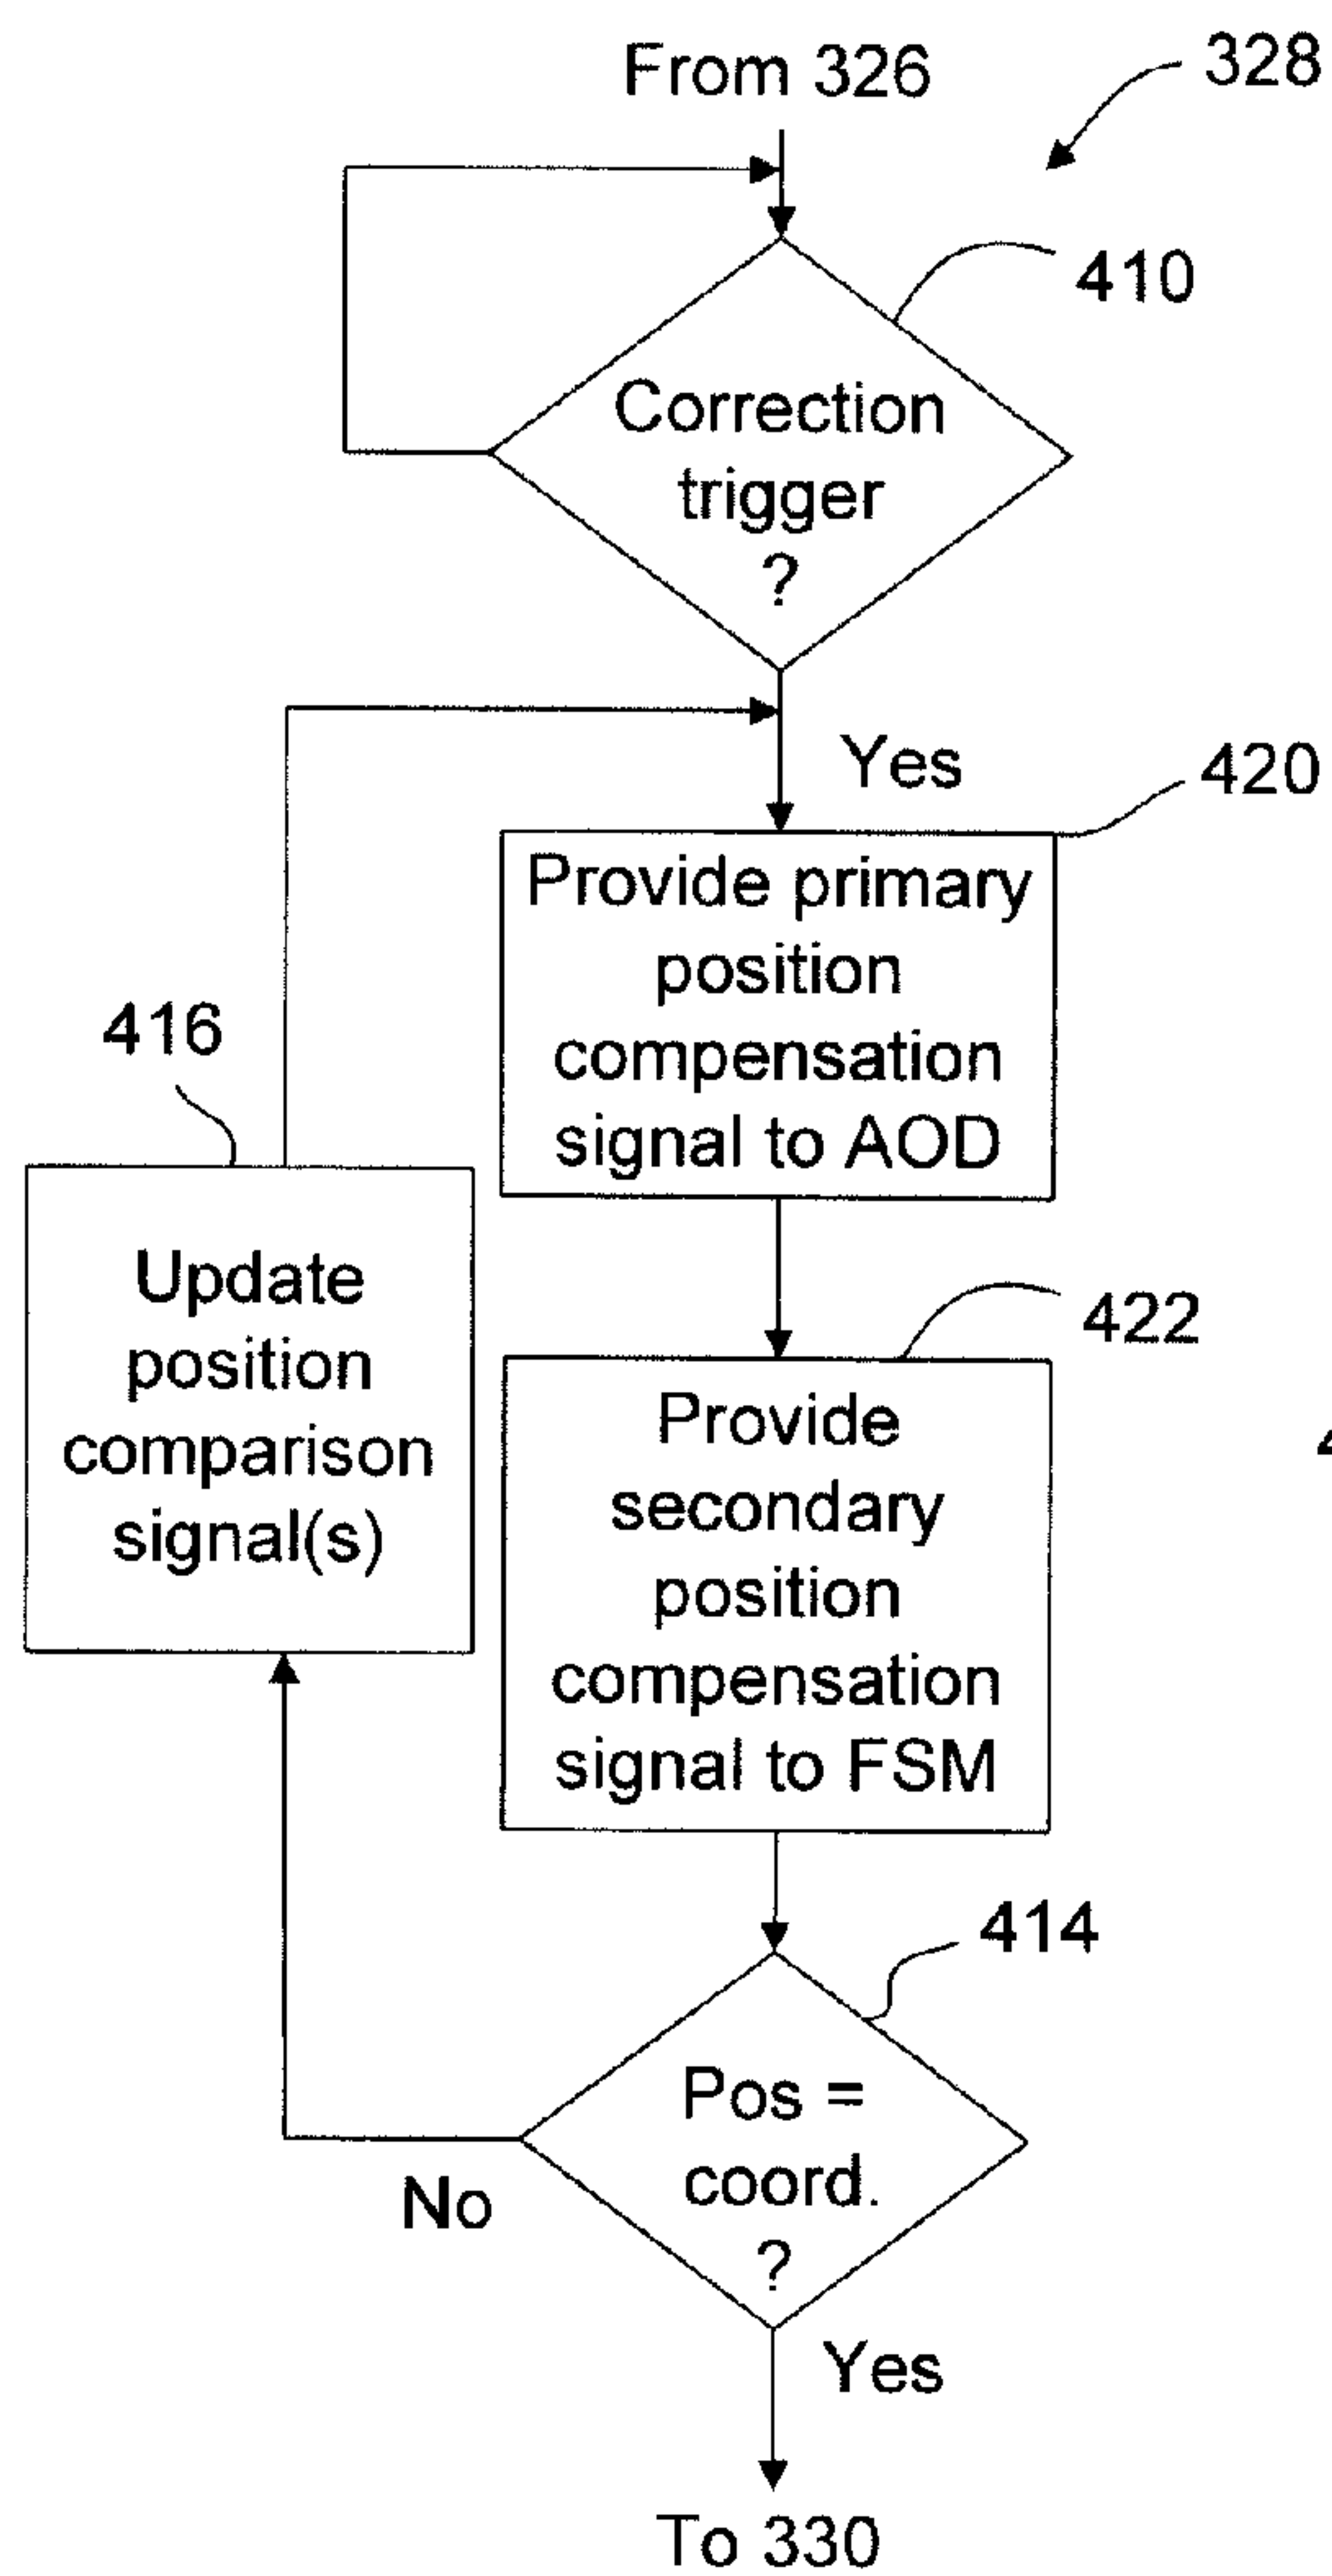 From 326
328
410
Correction
trigger
?
Yes
420
Provide primary
position
compensation
signal to AOD
416
Update
position
comparison
signal(s)
422
Provide
secondary
position
compensation
signal to FSM
414
Pos =
coord.
?
No
Yes
To 330